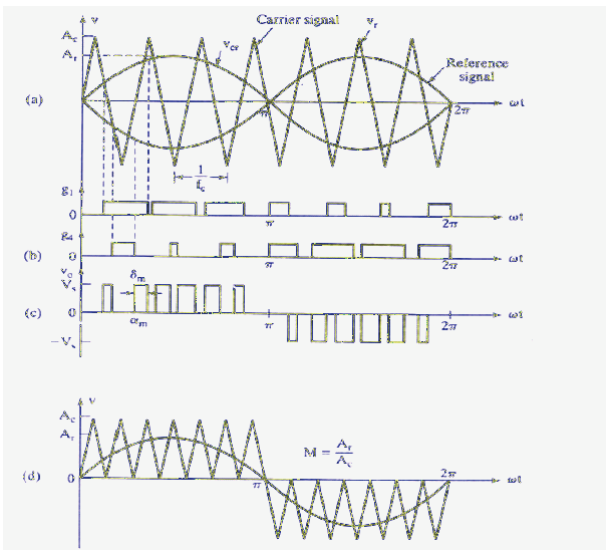 v
Carrier signal
v_r
A_c
A_r
v_cr
Reference
signal
(a)
π
2π
ωt
1
f_c
g_1
0
π
2π
ωt
g_4
(b)
0
π
2π
ωt
v_o
V_s
δ_m
(c)
0
α_m
π
2π
ωt
-V_s
v
A_c
A_r
M = A_r
A_c
(d)
0
π
2π
ωt